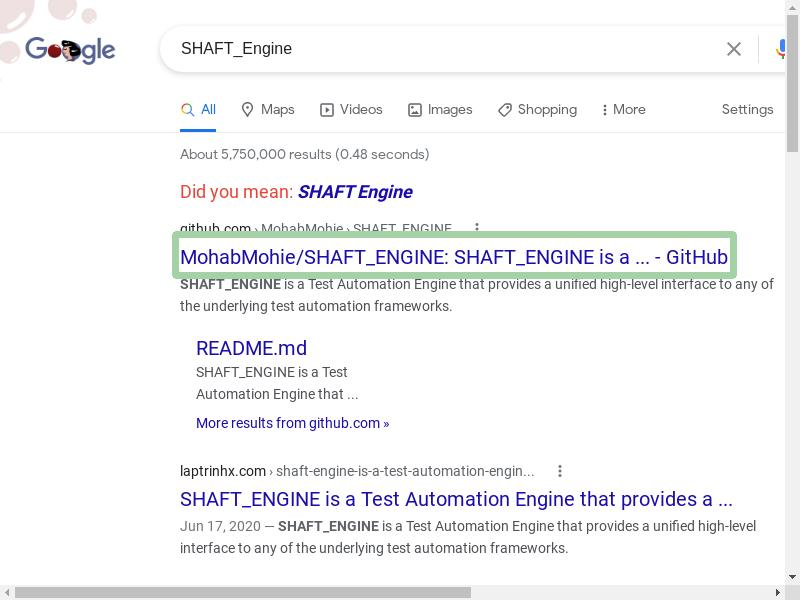 Google
SHAFT_Engine
All Maps Videos Images Shopping More Settings
About 5,750,000 results (0.48 seconds)
Did you mean: SHAFT Engine
github.com › MohabMohie › SHAFT_ENGINE
MohabMohie/SHAFT_ENGINE: SHAFT_ENGINE is a ... - GitHub
SHAFT_ENGINE is a Test Automation Engine that provides a unified high-level interface to any of
the underlying test automation frameworks.
README.md
SHAFT_ENGINE is a Test
Automation Engine that ...
More results from github.com »
laptrinhx.com › shaft-engine-is-a-test-automation-engin...
SHAFT_ENGINE is a Test Automation Engine that provides a ...
Jun 17, 2020 — SHAFT_ENGINE is a Test Automation Engine that provides a unified high-level
interface to any of the underlying test automation frameworks.